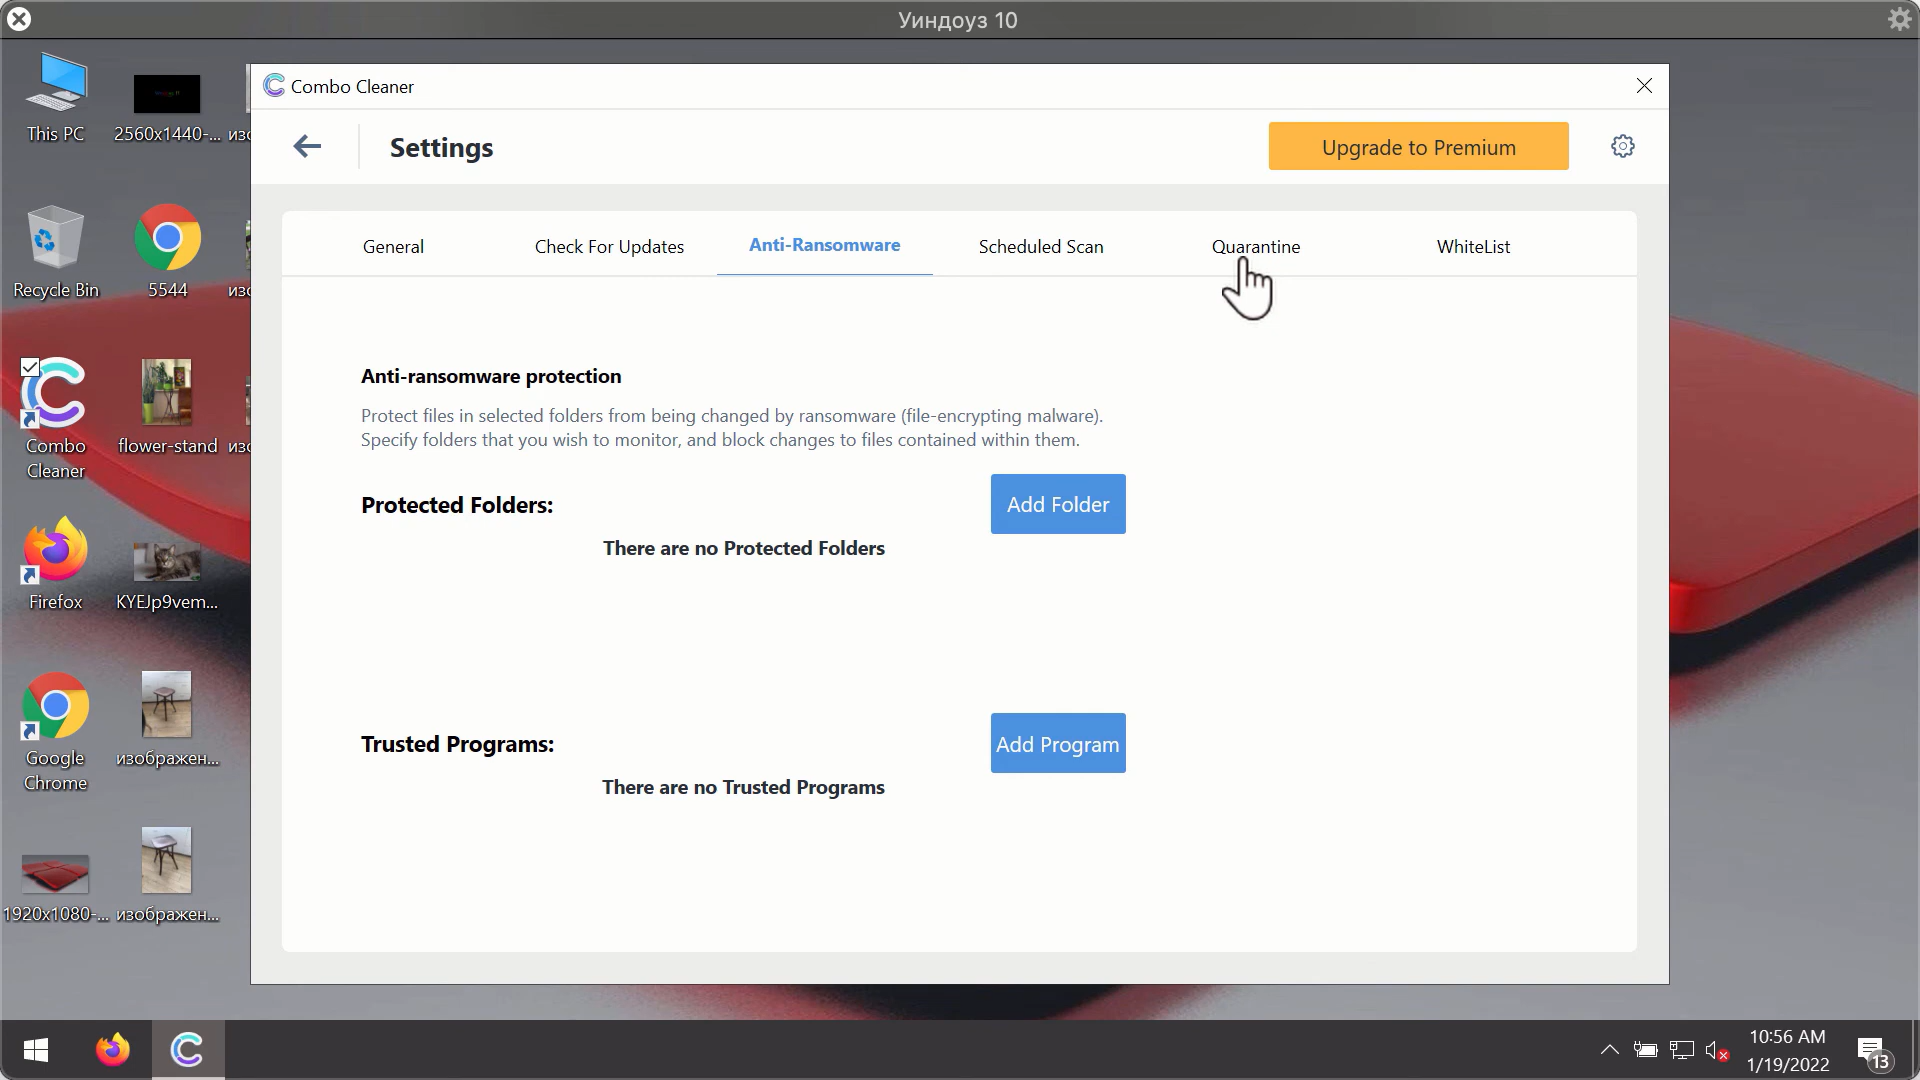 Уиндоуз 10
This PC
2560x1440-...
Recycle Bin
5544
Combo
Cleaner
flower-stand
Firefox
KYEJp9vem...
Google
Chrome
изображен...
1920x1080-...
изображен...
Combo Cleaner
Settings
Upgrade to Premium
General
Check For Updates
Anti-Ransomware
Scheduled Scan
Quarantine
WhiteList
Anti-ransomware protection
Protect files in selected folders from being changed by ransomware (file-encrypting malware).
Specify folders that you wish to monitor, and block changes to files contained within them.
Protected Folders:
Add Folder
There are no Protected Folders
Trusted Programs:
Add Program
There are no Trusted Programs
10:56 AM
1/19/2022
13